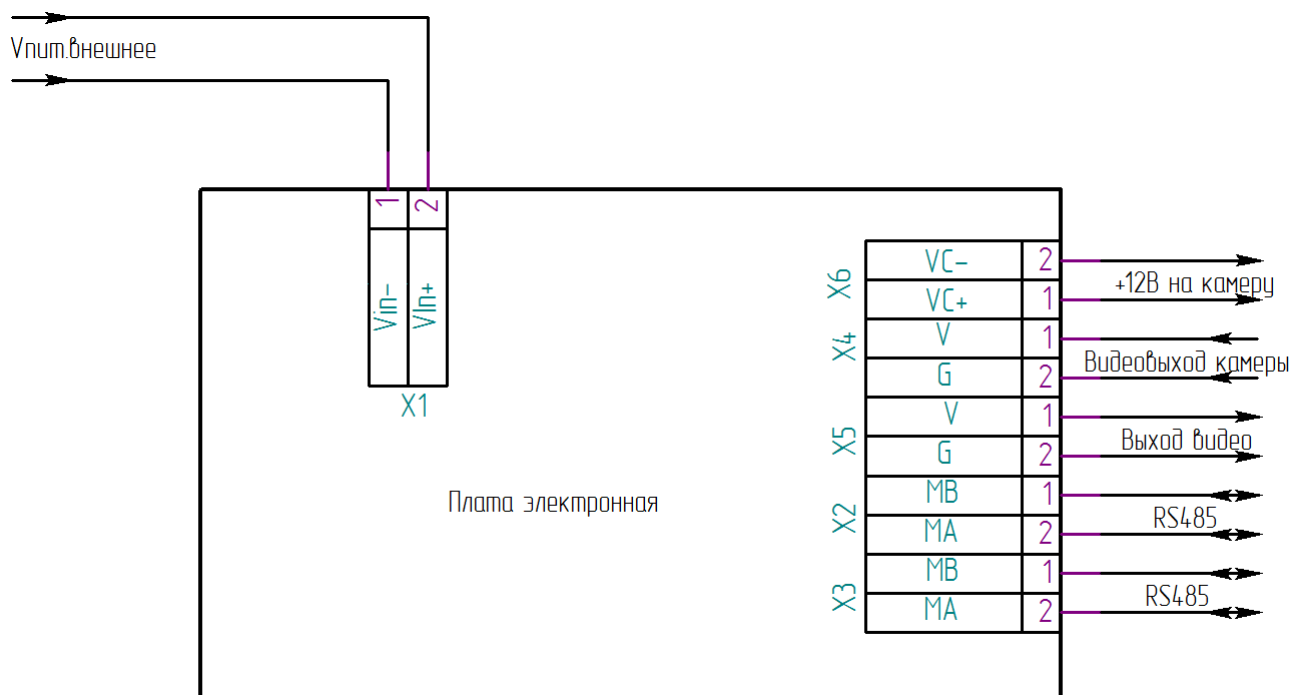 Vпит.внешнее
1 2
Vin-
VIn+
X1
X6
VC- 2
+12В на камеру
VC+ 1
X4
V 1
Видеовыход камеры
G 2
X5
V 1
Выход видео
G 2
X2
MB 1
RS485
MA 2
X3
MB 1
RS485
MA 2
Плата электронная